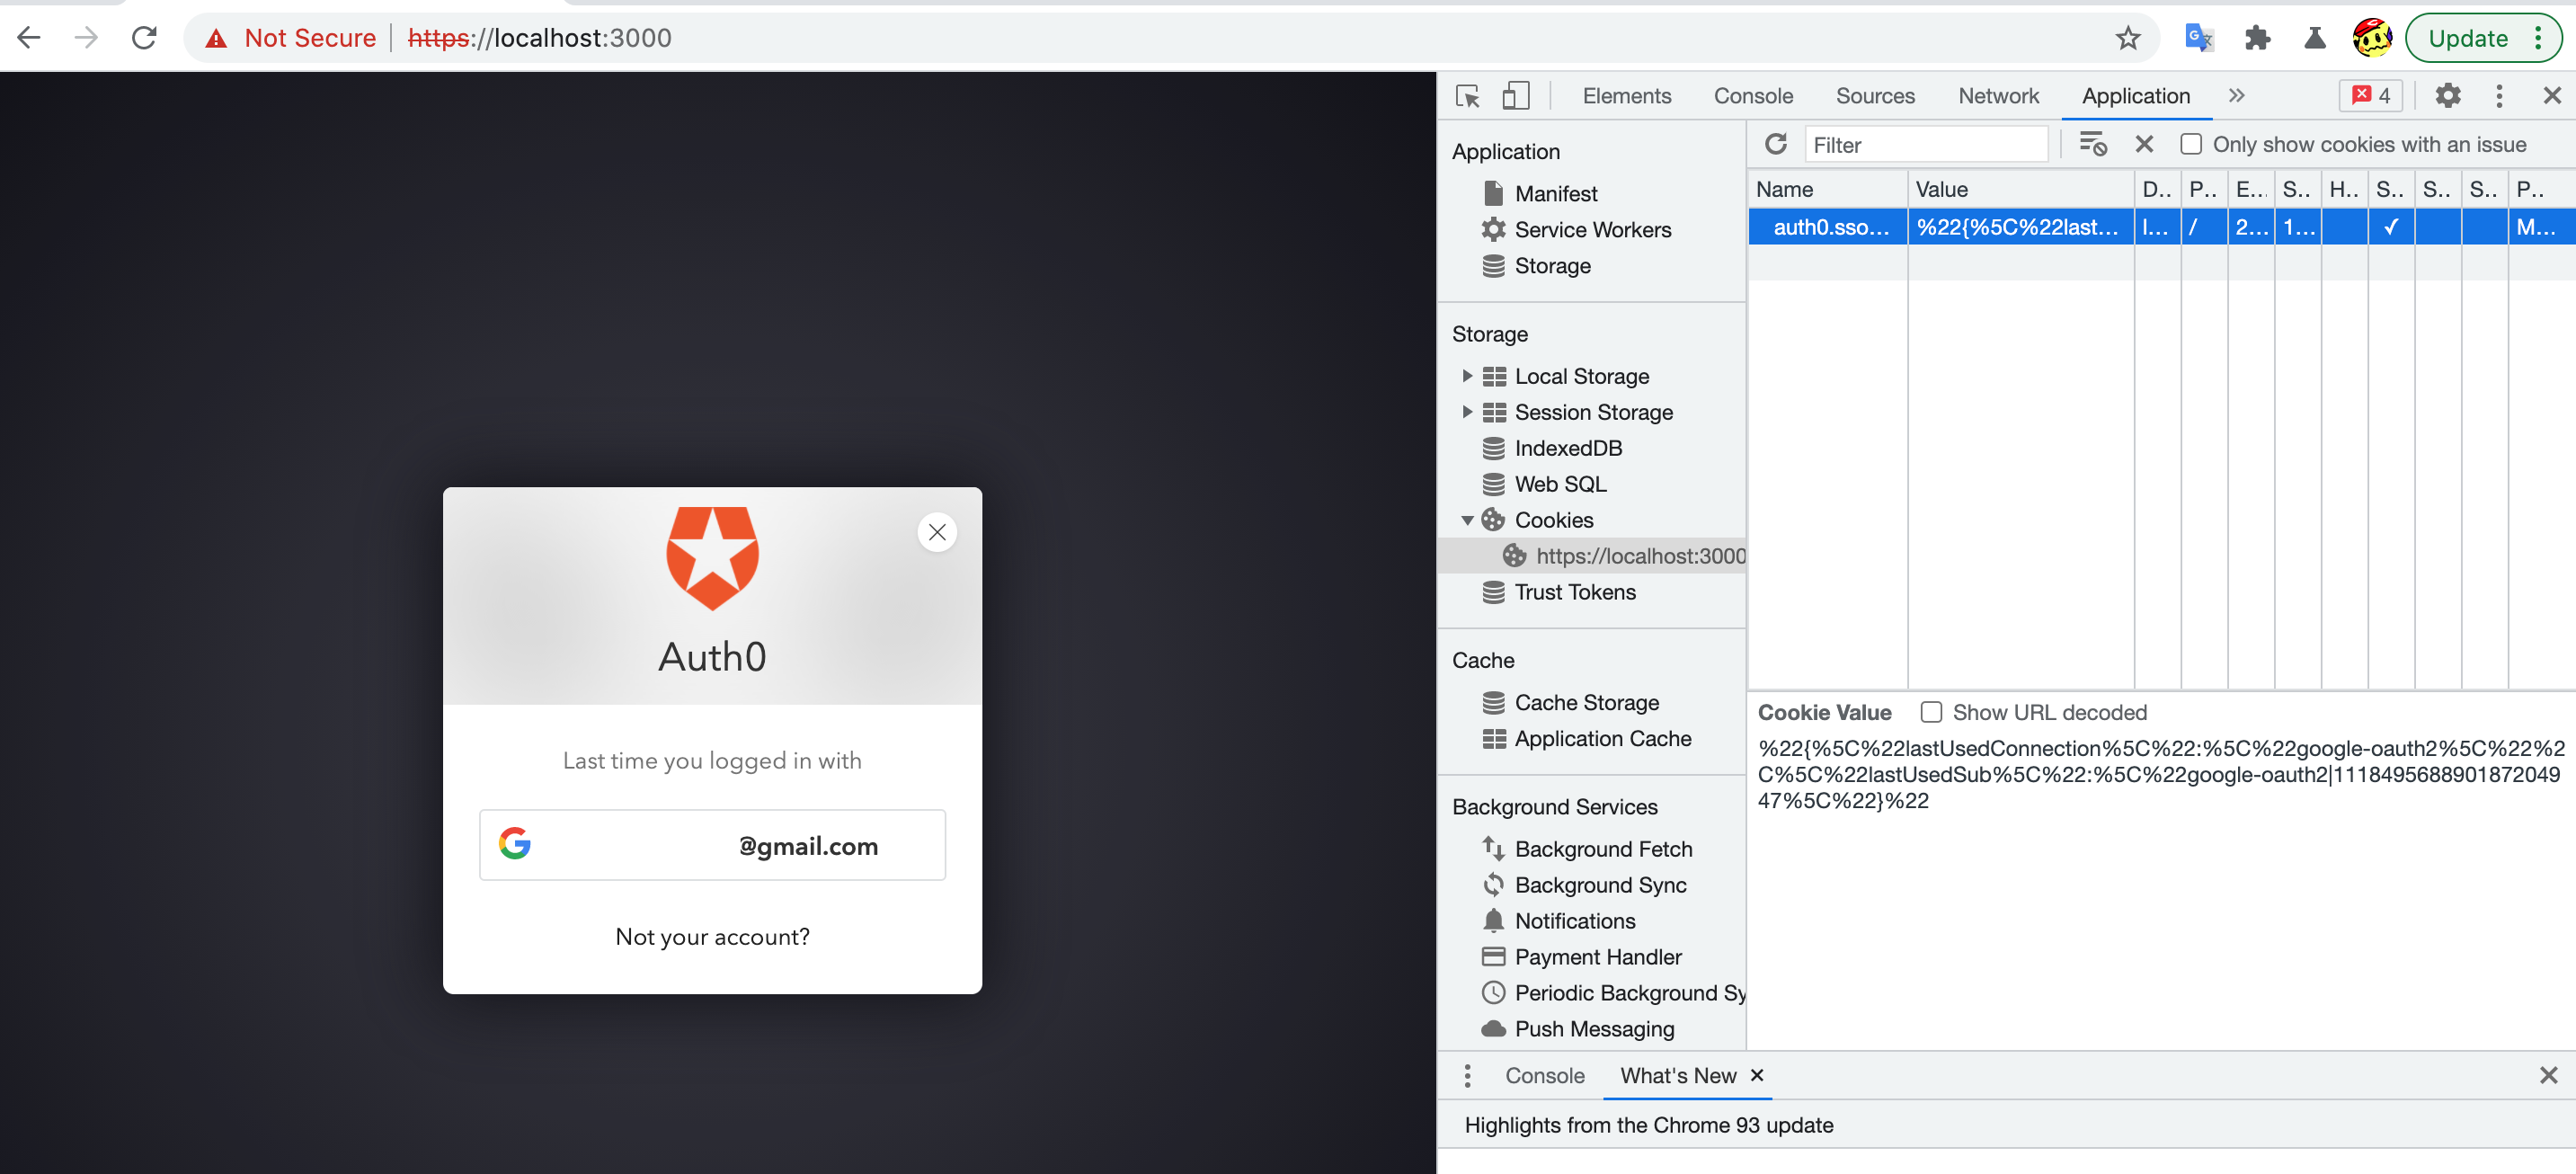 Not Secure https://localhost:3000
Update
Elements Console Sources Network Application » 4
Application
Manifest
Service Workers
Storage
Storage
Local Storage
Session Storage
IndexedDB
Web SQL
Cookies
https://localhost:3000
Trust Tokens
Cache
Cache Storage
Application Cache
Background Services
Background Fetch
Background Sync
Notifications
Payment Handler
Periodic Background Sy
Push Messaging
Filter Only show cookies with an issue
Name Value D.. P.. E... S.. H.. S.. S.. S.. P..
auth0.sso... %22{%5C%22last... l... / 2... 1... ✓ M...
Cookie Value Show URL decoded
%22{%5C%22lastUsedConnection%5C%22:%5C%22google-oauth2%5C%22%2
C%5C%22lastUsedSub%5C%22:%5C%22google-oauth2|1118495688901872049
47%5C%22}%22
Auth0
Last time you logged in with
@gmail.com
Not your account?
Console What's New
Highlights from the Chrome 93 update